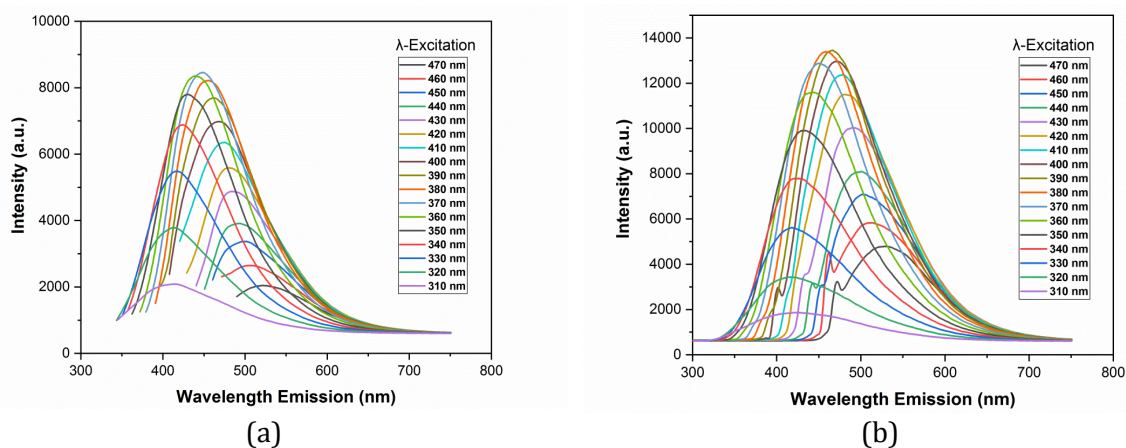 10000
8000
6000
4000
2000
0
300
400
500
600
700
800
Intensity (a.u.)
Wavelength Emission (nm)
λ-Excitation
470 nm
460 nm
450 nm
440 nm
430 nm
420 nm
410 nm
400 nm
390 nm
380 nm
370 nm
360 nm
350 nm
340 nm
330 nm
320 nm
310 nm
(a)
14000
12000
10000
8000
6000
4000
2000
0
300
400
500
600
700
800
Intensity (a.u.)
Wavelength Emission (nm)
λ-Excitation
470 nm
460 nm
450 nm
440 nm
430 nm
420 nm
410 nm
400 nm
390 nm
380 nm
370 nm
360 nm
350 nm
340 nm
330 nm
320 nm
310 nm
(b)